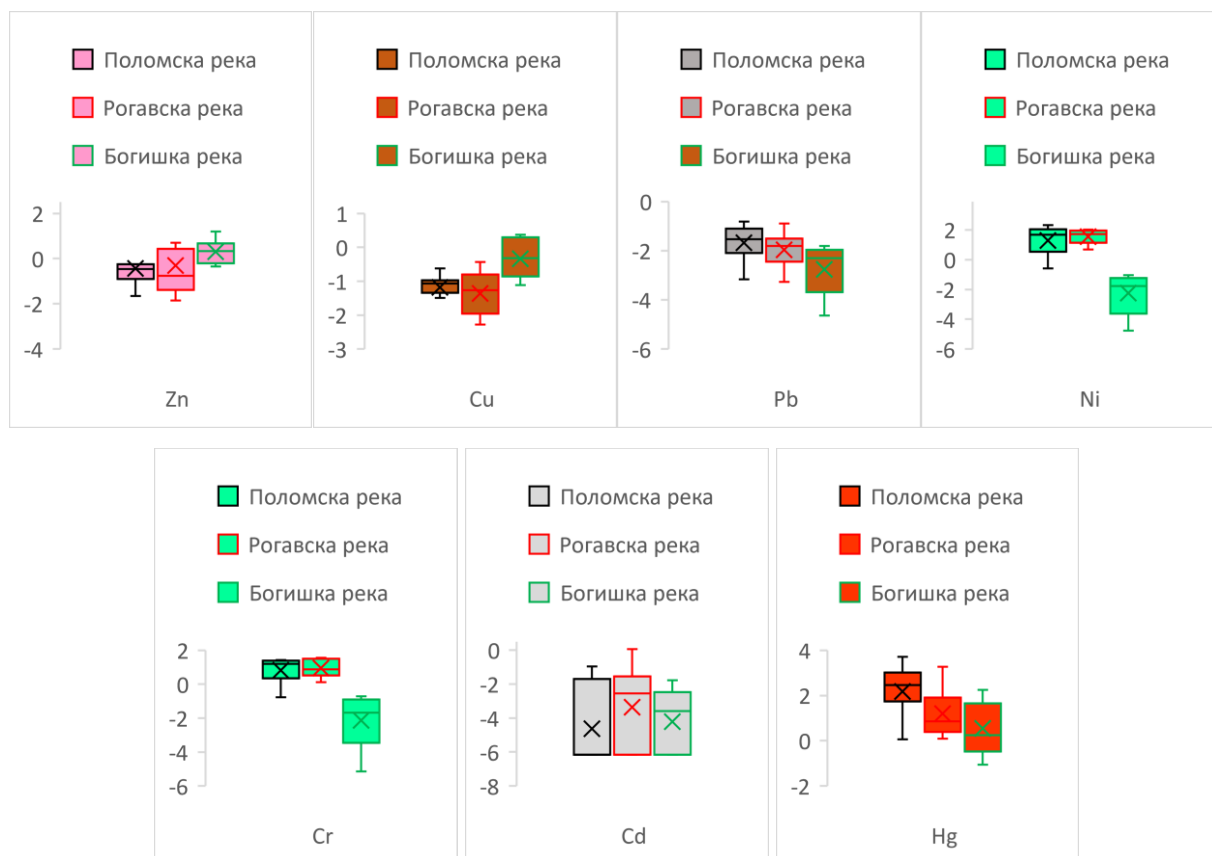 Поломска река
Рогавска река
Богишка река
2
0
-2
-4
Zn
Поломска река
Рогавска река
Богишка река
1
0
-1
-2
-3
Cu
Поломска река
Рогавска река
Богишка река
0
-2
-4
-6
Pb
Поломска река
Рогавска река
Богишка река
2
0
-2
-4
-6
Ni
Поломска река
Рогавска река
Богишка река
2
0
-2
-4
-6
Cr
Поломска река
Рогавска река
Богишка река
0
-2
-4
-6
-8
Cd
Поломска река
Рогавска река
Богишка река
4
2
0
-2
Hg